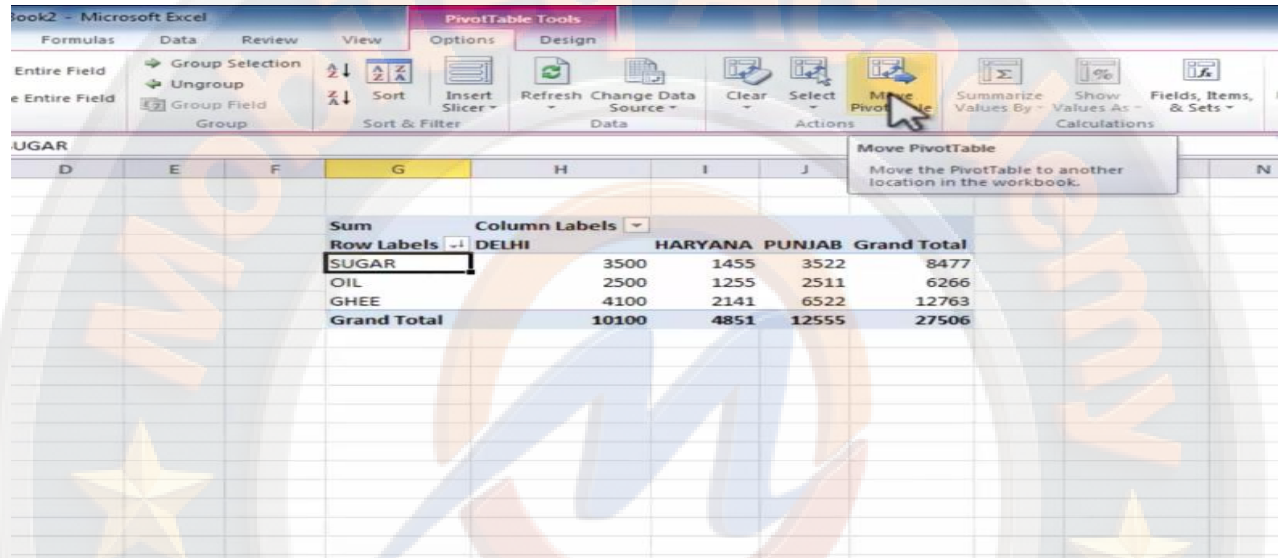 Book2 - Microsoft Excel
PivotTable Tools
Formulas Data Review View Options Design
Entire Field
e Entire Field
Group Selection
Ungroup
Group Field
Group
Sort
Insert Slicer
Sort & Filter
Refresh
Change Data Source
Data
Clear
Select
Move PivotTable
Actions
Summarize Values By
Show Values As
Fields, Items, & Sets
Calculations
SUGAR
Move PivotTable
Move the PivotTable to another
location in the workbook.
D E F G H I J N
Sum Column Labels
Row Labels DELHI HARYANA PUNJAB Grand Total
SUGAR 3500 1455 3522 8477
OIL 2500 1255 2511 6266
GHEE 4100 2141 6522 12763
Grand Total 10100 4851 12555 27506